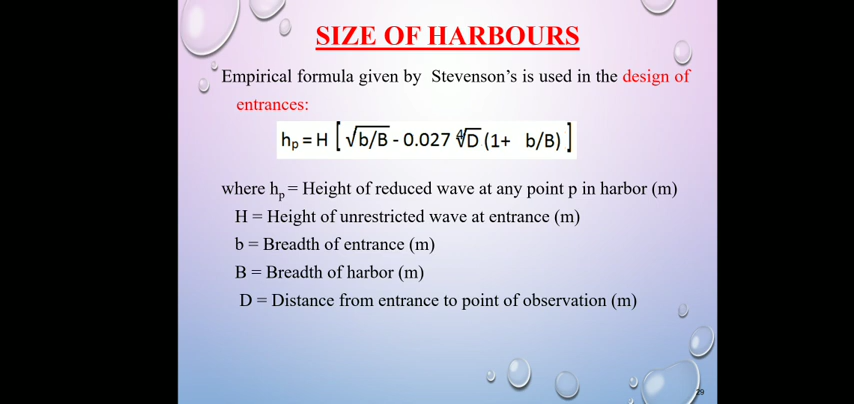 SIZE OF HARBOURS
Empirical formula given by Stevenson's is used in the design of
entrances:
hₚ = H [ √b/B - 0.027 ∜D (1+ b/B) ]
where hₚ = Height of reduced wave at any point p in harbor (m)
H = Height of unrestricted wave at entrance (m)
b = Breadth of entrance (m)
B = Breadth of harbor (m)
D = Distance from entrance to point of observation (m)
29